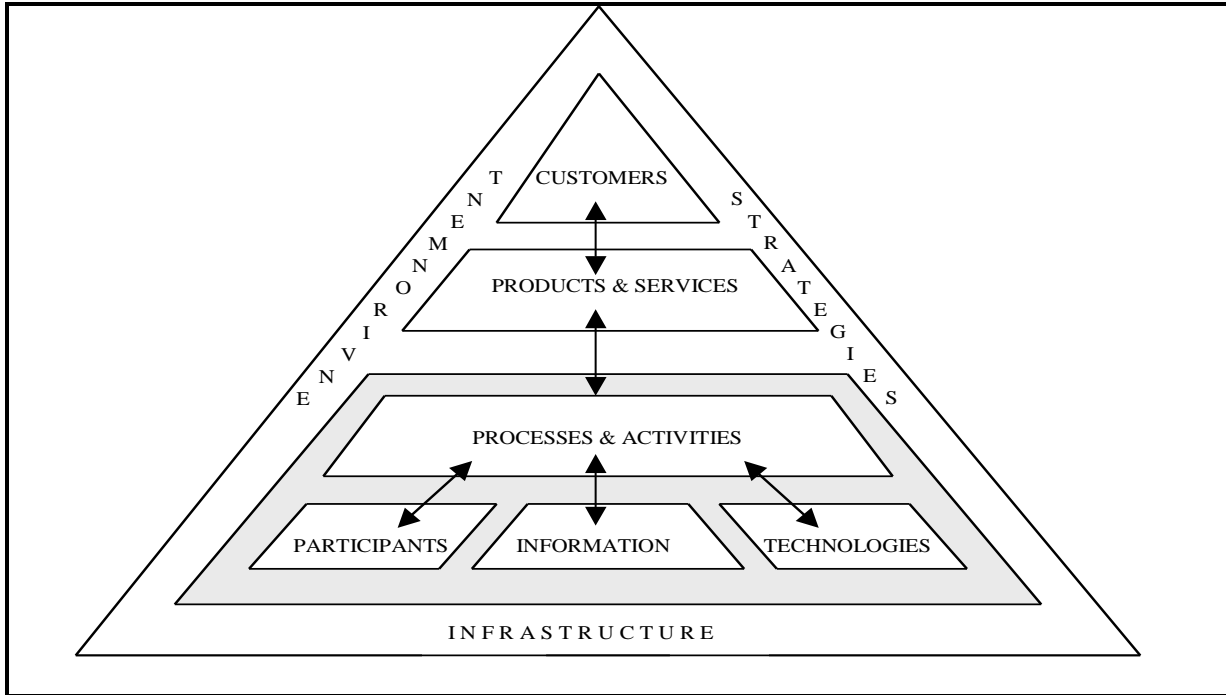 CUSTOMERS
ENVIRONMENT
STRATEGIES
PRODUCTS & SERVICES
PROCESSES & ACTIVITIES
PARTICIPANTS
INFORMATION
TECHNOLOGIES
INFRASTRUCTURE